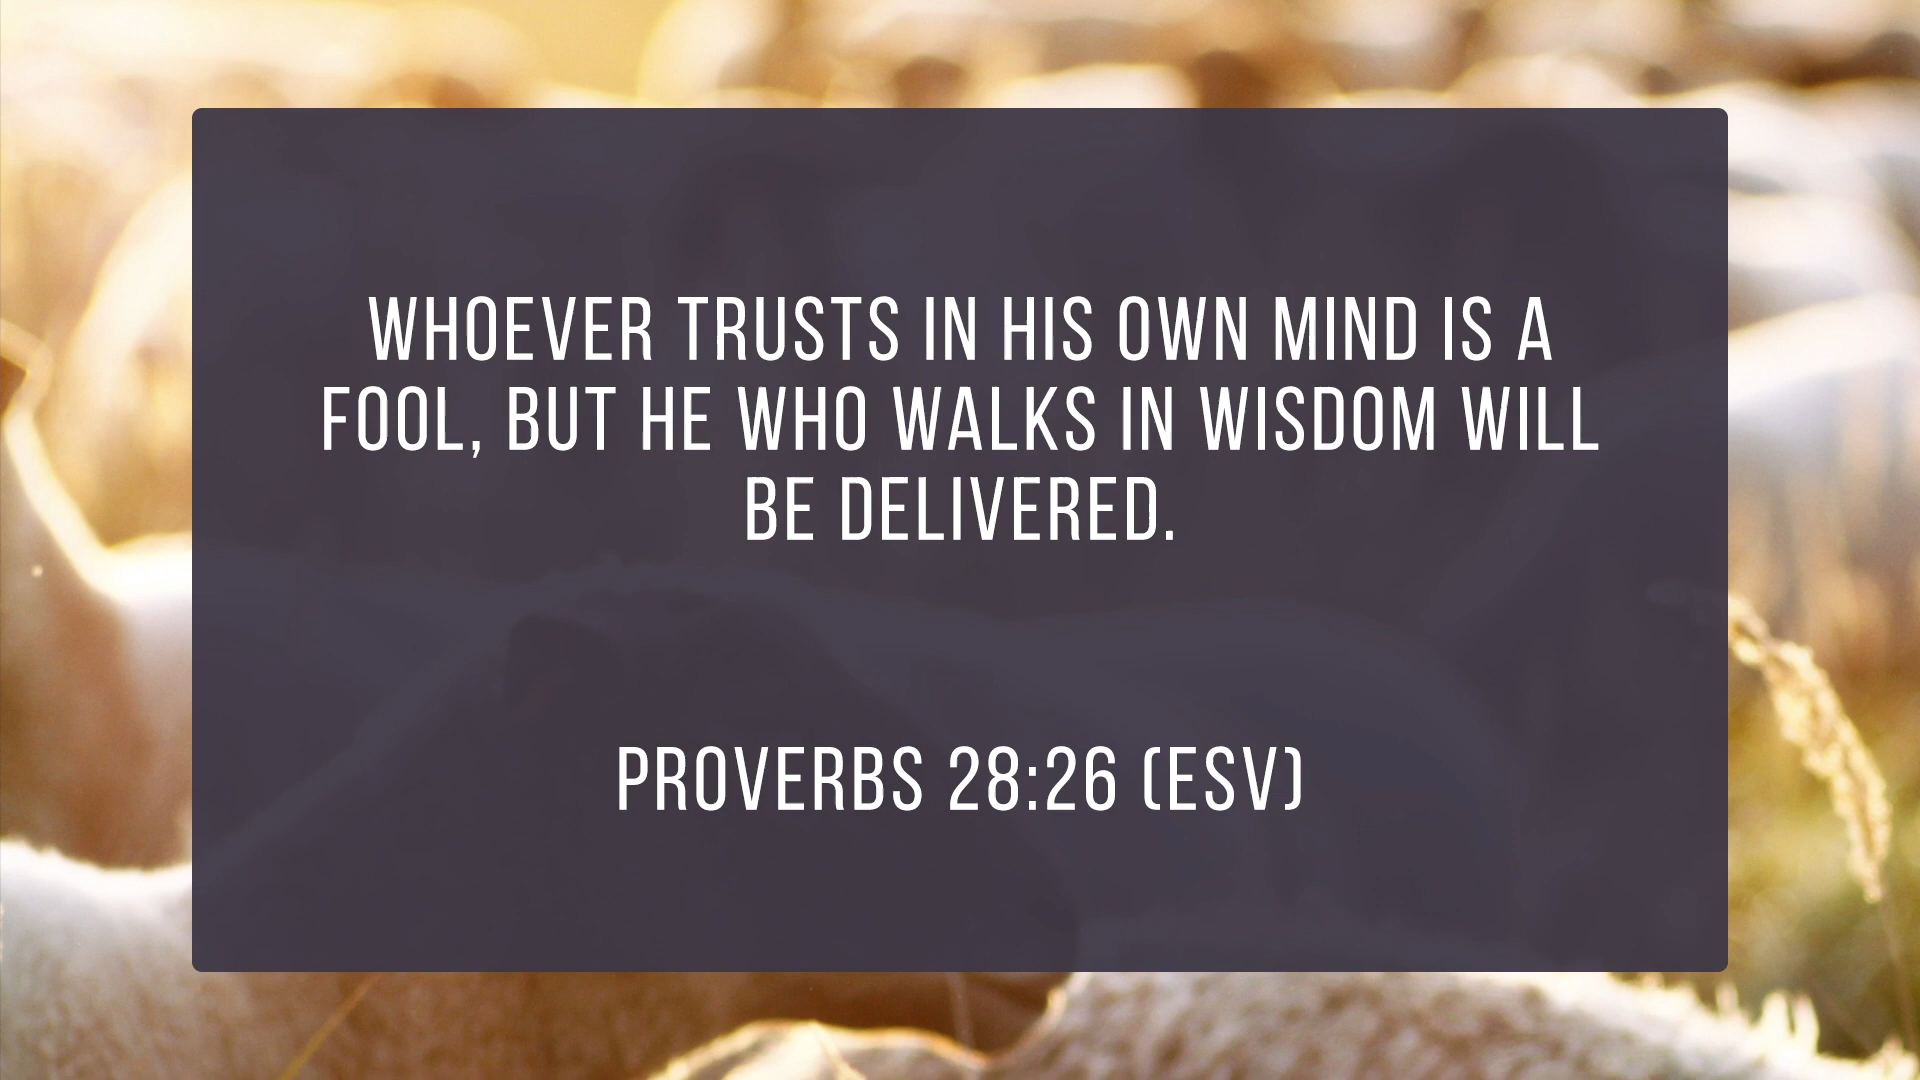 WHOEVER TRUSTS IN HIS OWN MIND IS A
FOOL, BUT HE WHO WALKS IN WISDOM WILL
BE DELIVERED.
PROVERBS 28:26 (ESV)